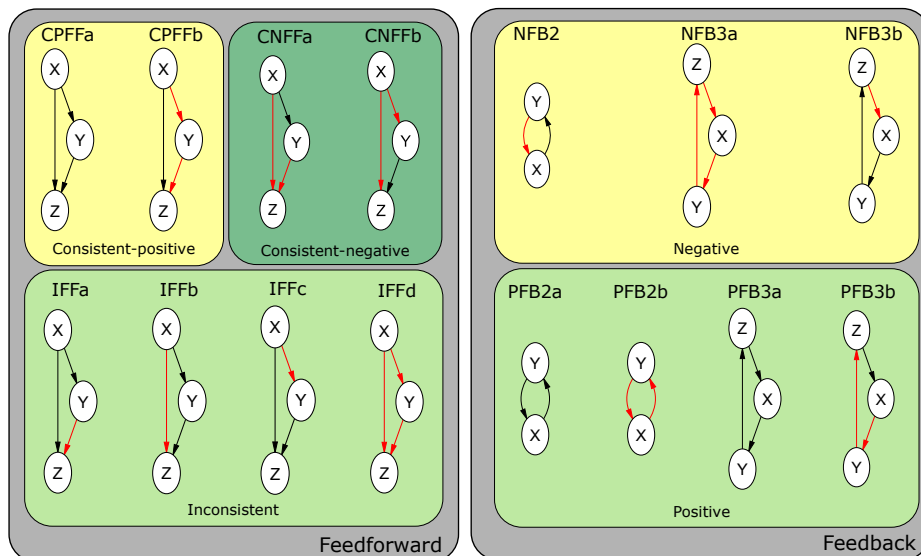 CPFFa CPFFb CNFFa CNFFb
X X X X
Y Y Y Y
Z Z Z Z
Consistent-positive Consistent-negative
IFFa IFFb IFFc IFFd
X X X X
Y Y Y Y
Z Z Z Z
Inconsistent
Feedforward
NFB2 NFB3a NFB3b
Z Z
Y
X X
X
Y Y
Negative
PFB2a PFB2b PFB3a PFB3b
Z Z
Y Y
X X
X X
Y Y
Positive
Feedback